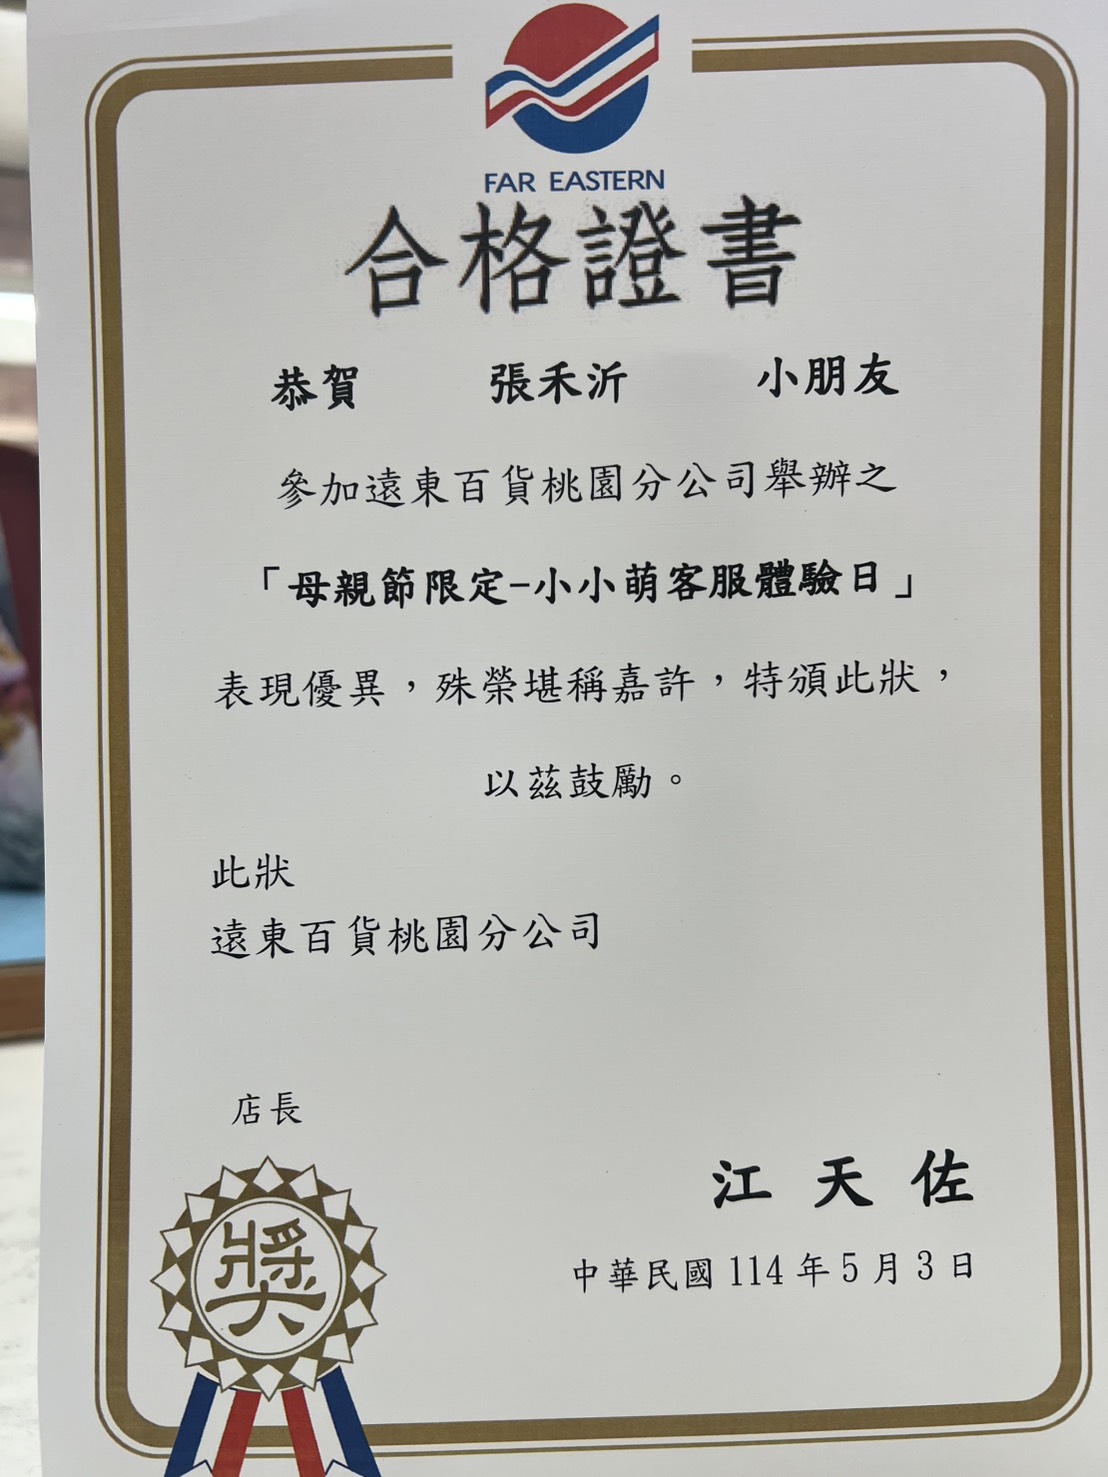 FAR EASTERN
合格證書
恭賀 張禾沂 小朋友
參加遠東百貨桃園分公司舉辦之
「母親節限定-小小萌客服體驗日」
表現優異，殊榮堪稱嘉許，特頒此狀，
以茲鼓勵。
此狀
遠東百貨桃園分公司
店長
江天佐
獎
中華民國114年5月3日